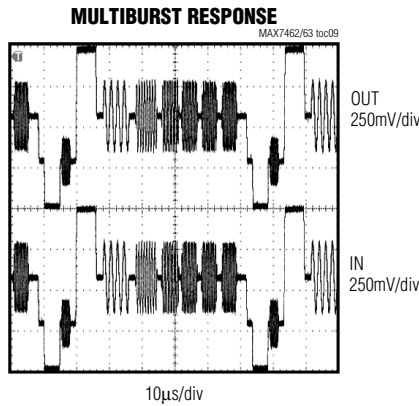 MULTIBURST RESPONSE
MAX7462/63 toc09
T
OUT
250mV/div
IN
250mV/div
10μs/div